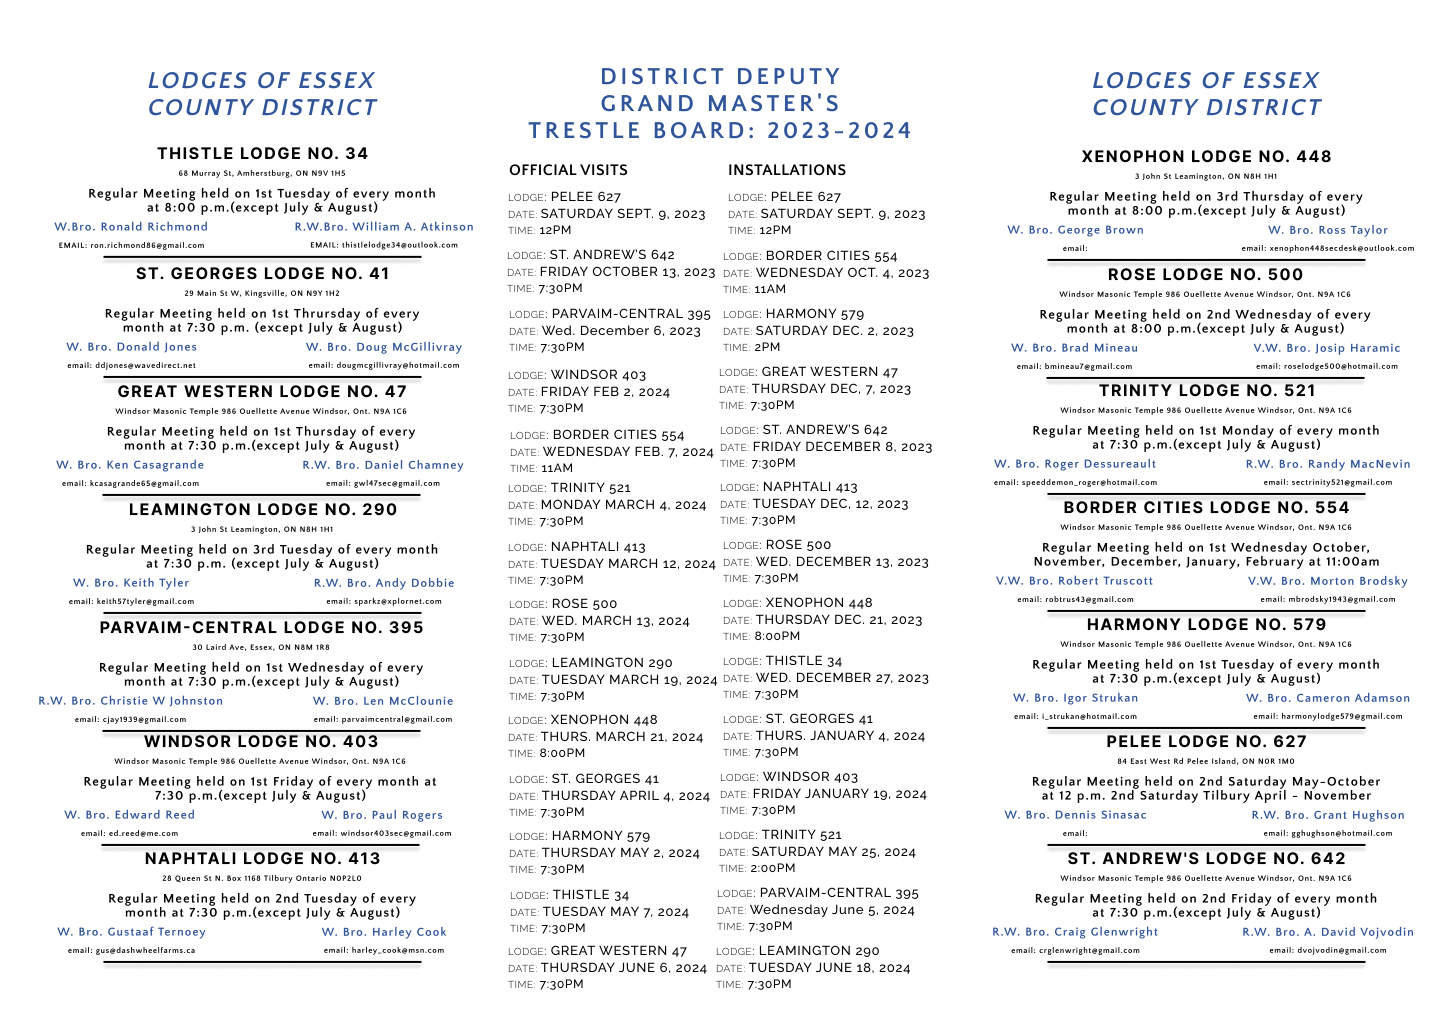 LODGES OF ESSEX
COUNTY DISTRICT
THISTLE LODGE NO. 34
68 Murray St, Amherstburg, ON N9V 1H5
Regular Meeting held on 1st Tuesday of every month
at 8:00 p.m.(except July & August)
W.Bro. Ronald Richmond R.W.Bro. William A. Atkinson
EMAIL: ron.richmond86@gmail.com EMAIL: thistlelodge34@outlook.com
ST. GEORGES LODGE NO. 41
29 Main St W, Kingsville, ON N9Y 1H2
Regular Meeting held on 1st Thrursday of every
month at 7:30 p.m. (except July & August)
W. Bro. Donald Jones W. Bro. Doug McGillivray
email: ddjones@wavedirect.net email: dougmcgillivray@hotmail.com
GREAT WESTERN LODGE NO. 47
Windsor Masonic Temple 986 Ouellette Avenue Windsor, Ont. N9A 1C6
Regular Meeting held on 1st Thursday of every
month at 7:30 p.m.(except July & August)
W. Bro. Ken Casagrande R.W. Bro. Daniel Chamney
email: kcasagrande65@gmail.com email: gwl47sec@gmail.com
LEAMINGTON LODGE NO. 290
3 John St Leamington, ON N8H 1H1
Regular Meeting held on 3rd Tuesday of every month
at 7:30 p.m. (except July & August)
W. Bro. Keith Tyler R.W. Bro. Andy Dobbie
email: keith57tyler@gmail.com email: sparkz@xplornet.com
PARVAIM-CENTRAL LODGE NO. 395
30 Laird Ave, Essex, ON N8M 1R8
Regular Meeting held on 1st Wednesday of every
month at 7:30 p.m.(except July & August)
R.W. Bro. Christie W Johnston W. Bro. Len McClounie
email: cjay1939@gmail.com email: parvaimcentral@gmail.com
WINDSOR LODGE NO. 403
Windsor Masonic Temple 986 Ouellette Avenue Windsor, Ont. N9A 1C6
Regular Meeting held on 1st Friday of every month at
7:30 p.m.(except July & August)
W. Bro. Edward Reed W. Bro. Paul Rogers
email: ed.reed@me.com email: windsor403sec@gmail.com
NAPHTALI LODGE NO. 413
28 Queen St N. Box 1168 Tilbury Ontario N0P2L0
Regular Meeting held on 2nd Tuesday of every
month at 7:30 p.m.(except July & August)
W. Bro. Gustaaf Ternoey W. Bro. Harley Cook
email: gus@dashwheelfarms.ca email: harley_cook@msn.com
DISTRICT DEPUTY
GRAND MASTER'S
TRESTLE BOARD: 2023-2024
OFFICIAL VISITS
LODGE: PELEE 627
DATE: SATURDAY SEPT. 9, 2023
TIME: 12PM
LODGE: ST. ANDREW'S 642
DATE: FRIDAY OCTOBER 13, 2023
TIME: 7:30PM
LODGE: PARVAIM-CENTRAL 395
DATE: Wed. December 6, 2023
TIME: 7:30PM
LODGE: WINDSOR 403
DATE: FRIDAY FEB 2, 2024
TIME: 7:30PM
LODGE: BORDER CITIES 554
DATE: WEDNESDAY FEB. 7, 2024
TIME: 11AM
LODGE: TRINITY 521
DATE: MONDAY MARCH 4, 2024
TIME: 7:30PM
LODGE: NAPHTALI 413
DATE: TUESDAY MARCH 12, 2024
TIME: 7:30PM
LODGE: ROSE 500
DATE: WED. MARCH 13, 2024
TIME: 7:30PM
LODGE: LEAMINGTON 290
DATE: TUESDAY MARCH 19, 2024
TIME: 7:30PM
LODGE: XENOPHON 448
DATE: THURS. MARCH 21, 2024
TIME: 8:00PM
LODGE: ST. GEORGES 41
DATE: THURSDAY APRIL 4, 2024
TIME: 7:30PM
LODGE: HARMONY 579
DATE: THURSDAY MAY 2, 2024
TIME: 7:30PM
LODGE: THISTLE 34
DATE: TUESDAY MAY 7, 2024
TIME: 7:30PM
LODGE: GREAT WESTERN 47
DATE: THURSDAY JUNE 6, 2024
TIME: 7:30PM
INSTALLATIONS
LODGE: PELEE 627
DATE: SATURDAY SEPT. 9, 2023
TIME: 12PM
LODGE: BORDER CITIES 554
DATE: WEDNESDAY OCT. 4, 2023
TIME: 11AM
LODGE: HARMONY 579
DATE: SATURDAY DEC. 2, 2023
TIME: 2PM
LODGE: GREAT WESTERN 47
DATE: THURSDAY DEC, 7, 2023
TIME: 7:30PM
LODGE: ST. ANDREW'S 642
DATE: FRIDAY DECEMBER 8, 2023
TIME: 7:30PM
LODGE: NAPHTALI 413
DATE: TUESDAY DEC, 12, 2023
TIME: 7:30PM
LODGE: ROSE 500
DATE: WED. DECEMBER 13, 2023
TIME: 7:30PM
LODGE: XENOPHON 448
DATE: THURSDAY DEC. 21, 2023
TIME: 8:00PM
LODGE: THISTLE 34
DATE: WED. DECEMBER 27, 2023
TIME: 7:30PM
LODGE: ST. GEORGES 41
DATE: THURS. JANUARY 4, 2024
TIME: 7:30PM
LODGE: WINDSOR 403
DATE: FRIDAY JANUARY 19, 2024
TIME: 7:30PM
LODGE: TRINITY 521
DATE: SATURDAY MAY 25, 2024
TIME: 2:00PM
LODGE: PARVAIM-CENTRAL 395
DATE: Wednesday June 5, 2024
TIME: 7:30PM
LODGE: LEAMINGTON 290
DATE: TUESDAY JUNE 18, 2024
TIME: 7:30PM
LODGES OF ESSEX
COUNTY DISTRICT
XENOPHON LODGE NO. 448
3 John St Leamington, ON N8H 1H1
Regular Meeting held on 3rd Thursday of every
month at 8:00 p.m.(except July & August)
W. Bro. George Brown W. Bro. Ross Taylor
email: email: xenophon448secdesk@outlook.com
ROSE LODGE NO. 500
Windsor Masonic Temple 986 Ouellette Avenue Windsor, Ont. N9A 1C6
Regular Meeting held on 2nd Wednesday of every
month at 8:00 p.m.(except July & August)
W. Bro. Brad Mineau V.W. Bro. Josip Haramic
email: bmineau7@gmail.com email: roselodge500@hotmail.com
TRINITY LODGE NO. 521
Windsor Masonic Temple 986 Ouellette Avenue Windsor, Ont. N9A 1C6
Regular Meeting held on 1st Monday of every month
at 7:30 p.m.(except July & August)
W. Bro. Roger Dessureault R.W. Bro. Randy MacNevin
email: speeddemon_roger@hotmail.com email: sectrinity521@gmail.com
BORDER CITIES LODGE NO. 554
Windsor Masonic Temple 986 Ouellette Avenue Windsor, Ont. N9A 1C6
Regular Meeting held on 1st Wednesday October,
November, December, January, February at 11:00am
V.W. Bro. Robert Truscott V.W. Bro. Morton Brodsky
email: robtrus43@gmail.com email: mbrodsky1943@gmail.com
HARMONY LODGE NO. 579
Windsor Masonic Temple 986 Ouellette Avenue Windsor, Ont. N9A 1C6
Regular Meeting held on 1st Tuesday of every month
at 7:30 p.m.(except July & August)
W. Bro. Igor Strukan W. Bro. Cameron Adamson
email: i_strukan@hotmail.com email: harmonylodge579@gmail.com
PELEE LODGE NO. 627
84 East West Rd Pelee Island, ON N0R 1M0
Regular Meeting held on 2nd Saturday May-October
at 12 p.m. 2nd Saturday Tilbury April - November
W. Bro. Dennis Sinasac R.W. Bro. Grant Hughson
email: email: gghughson@hotmail.com
ST. ANDREW'S LODGE NO. 642
Windsor Masonic Temple 986 Ouellette Avenue Windsor, Ont. N9A 1C6
Regular Meeting held on 2nd Friday of every month
at 7:30 p.m.(except July & August)
R.W. Bro. Craig Glenwright R.W. Bro. A. David Vojvodin
email: crglenwright@gmail.com email: dvojvodin@gmail.com